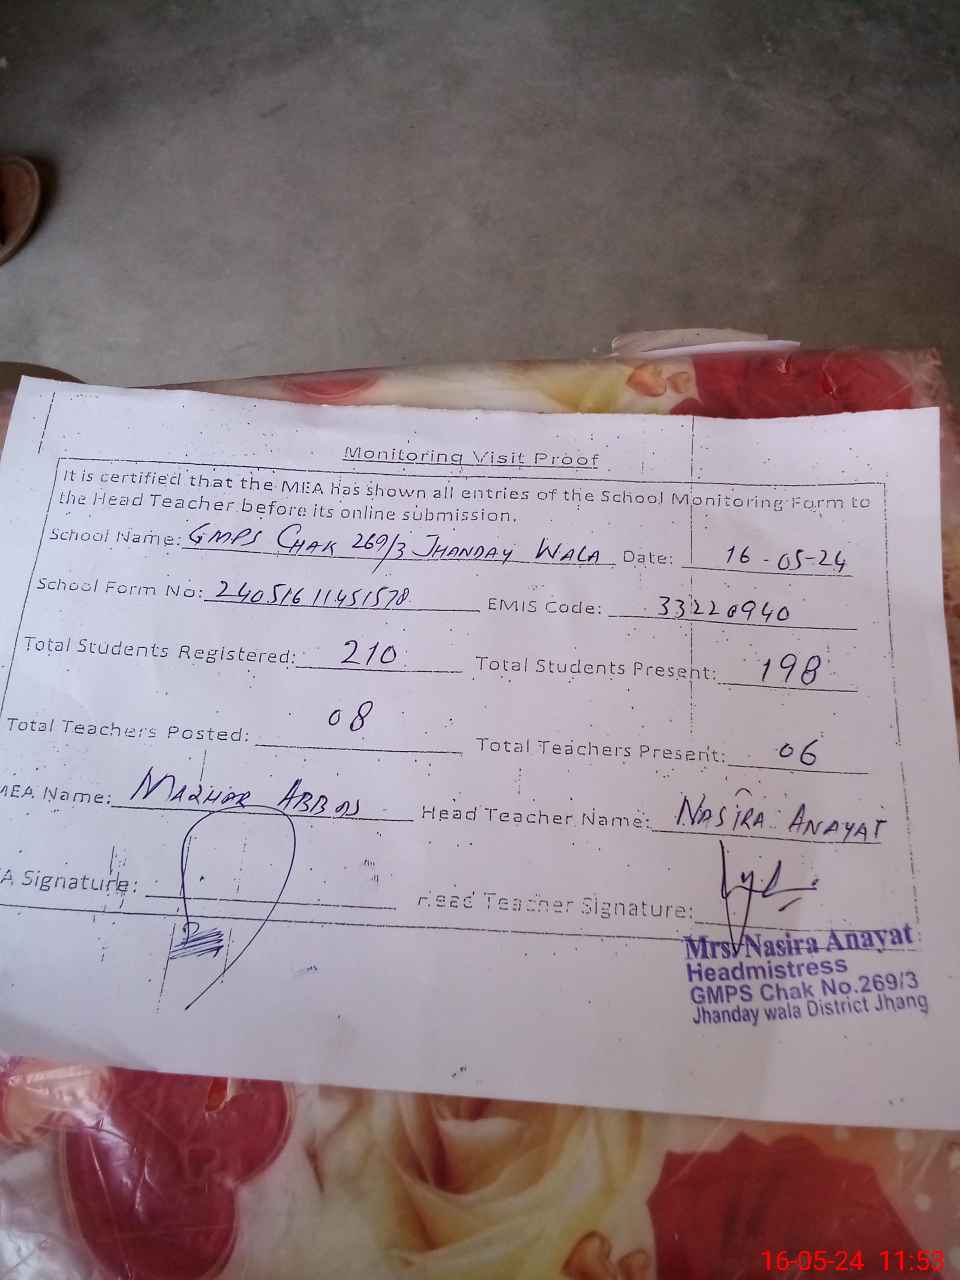 Monitoring Visit Proof
It is certified that the MEA has shown all entries of the School Monitoring Form to
the Head Teacher before its online submission.
School Name: GMPS CHAK 269/3 JHANDAY WALA Date: 16-05-24
School Form No: 24051611451578 EMIS Code: 33220940
Total Students Registered: 210 Total Students Present: 198
Total Teachers Posted: 08 Total Teachers Present: 06
MEA Name: MAZHAR ABBAS Head Teacher Name: NASIRA ANAYAT
A Signature: Head Teacher Signature:
Mrs. Nasira Anayat
Headmistress
GMPS Chak No.269/3
Jhanday wala District Jhang
16-05-24 11:53